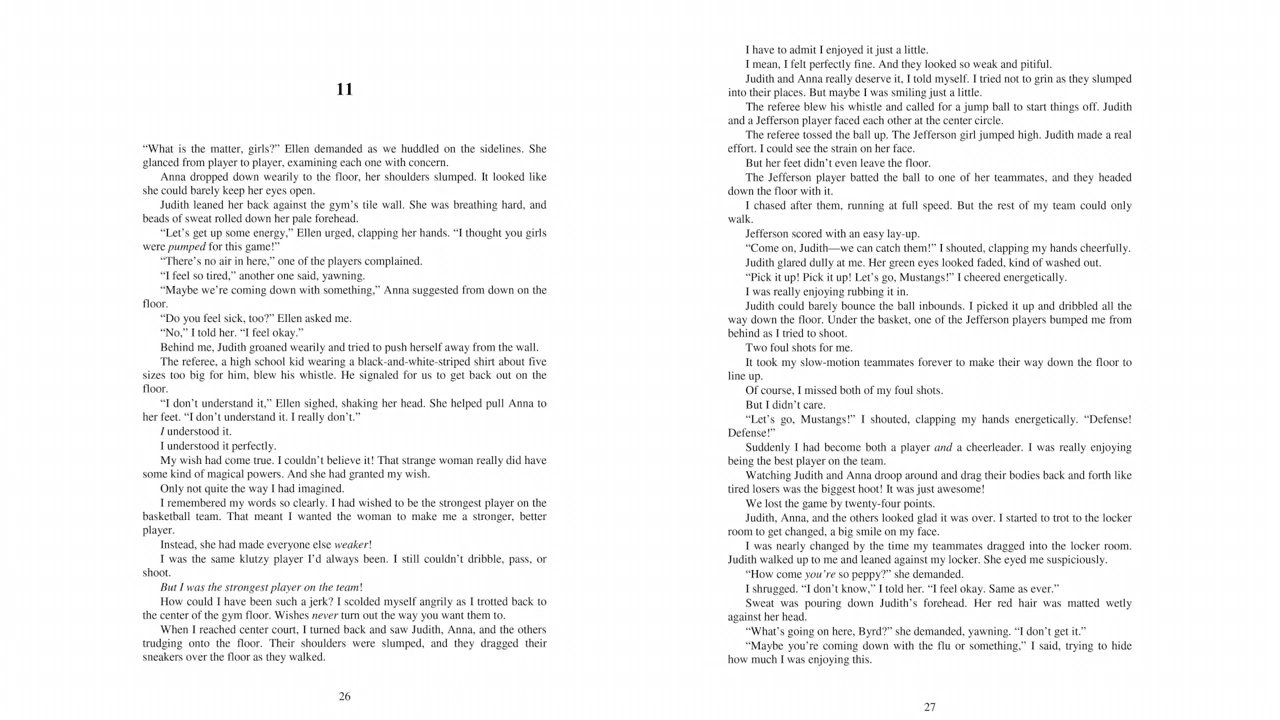 11
“What is the matter, girls?” Ellen demanded as we huddled on the sidelines. She
glanced from player to player, examining each one with concern.
Anna dropped down wearily to the floor, her shoulders slumped. It looked like
she could barely keep her eyes open.
Judith leaned her back against the gym’s tile wall. She was breathing hard, and
beads of sweat rolled down her pale forehead.
“Let’s get up some energy,” Ellen urged, clapping her hands. “I thought you girls
were pumped for this game!”
“There’s no air in here,” one of the players complained.
“I feel so tired,” another one said, yawning.
“Maybe we’re coming down with something,” Anna suggested from down on the
floor.
“Do you feel sick, too?” Ellen asked me.
“No,” I told her. “I feel okay.”
Behind me, Judith groaned wearily and tried to push herself away from the wall.
The referee, a high school kid wearing a black-and-white-striped shirt about five
sizes too big for him, blew his whistle. He signaled for us to get back out on the
floor.
“I don’t understand it,” Ellen sighed, shaking her head. She helped pull Anna to
her feet. “I don’t understand it. I really don’t.”
I understood it.
I understood it perfectly.
My wish had come true. I couldn’t believe it! That strange woman really did have
some kind of magical powers. And she had granted my wish.
Only not quite the way I had imagined.
I remembered my words so clearly. I had wished to be the strongest player on the
basketball team. That meant I wanted the woman to make me a stronger, better
player.
Instead, she had made everyone else weaker!
I was the same klutzy player I’d always been. I still couldn’t dribble, pass, or
shoot.
But I was the strongest player on the team!
How could I have been such a jerk? I scolded myself angrily as I trotted back to
the center of the gym floor. Wishes never turn out the way you want them to.
When I reached center court, I turned back and saw Judith, Anna, and the others
trudging onto the floor. Their shoulders were slumped, and they dragged their
sneakers over the floor as they walked.
26
I have to admit I enjoyed it just a little.
I mean, I felt perfectly fine. And they looked so weak and pitiful.
Judith and Anna really deserve it, I told myself. I tried not to grin as they slumped
into their places. But maybe I was smiling just a little.
The referee blew his whistle and called for a jump ball to start things off. Judith
and a Jefferson player faced each other at the center circle.
The referee tossed the ball up. The Jefferson girl jumped high. Judith made a real
effort. I could see the strain on her face.
But her feet didn’t even leave the floor.
The Jefferson player batted the ball to one of her teammates, and they headed
down the floor with it.
I chased after them, running at full speed. But the rest of my team could only
walk.
Jefferson scored with an easy lay-up.
“Come on, Judith—we can catch them!” I shouted, clapping my hands cheerfully.
Judith glared dully at me. Her green eyes looked faded, kind of washed out.
“Pick it up! Pick it up! Let’s go, Mustangs!” I cheered energetically.
I was really enjoying rubbing it in.
Judith could barely bounce the ball inbounds. I picked it up and dribbled all the
way down the floor. Under the basket, one of the Jefferson players bumped me from
behind as I tried to shoot.
Two foul shots for me.
It took my slow-motion teammates forever to make their way down the floor to
line up.
Of course, I missed both of my foul shots.
But I didn’t care.
“Let’s go, Mustangs!” I shouted, clapping my hands energetically. “Defense!
Defense!”
Suddenly I had become both a player and a cheerleader. I was really enjoying
being the best player on the team.
Watching Judith and Anna droop around and drag their bodies back and forth like
tired losers was the biggest hoot! It was just awesome!
We lost the game by twenty-four points.
Judith, Anna, and the others looked glad it was over. I started to trot to the locker
room to get changed, a big smile on my face.
I was nearly changed by the time my teammates dragged into the locker room.
Judith walked up to me and leaned against my locker. She eyed me suspiciously.
“How come you’re so peppy?” she demanded.
I shrugged. “I don’t know,” I told her. “I feel okay. Same as ever.”
Sweat was pouring down Judith’s forehead. Her red hair was matted wetly
against her head.
“What’s going on here, Byrd?” she demanded, yawning. “I don’t get it.”
“Maybe you’re coming down with the flu or something,” I said, trying to hide
how much I was enjoying this.
27